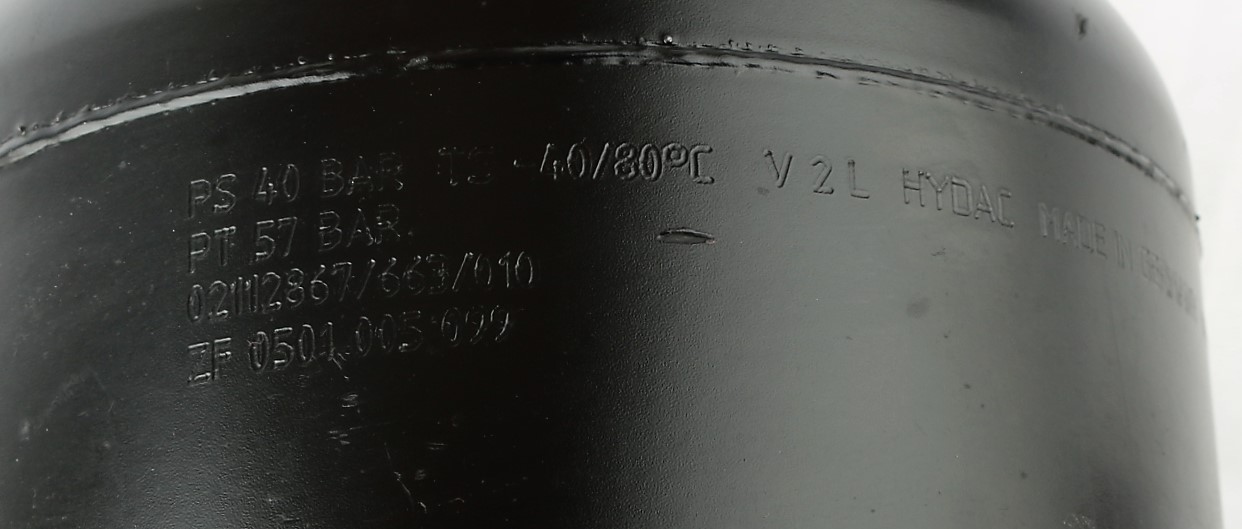 PS 40 BAR TS -40/80°C V 2 L HYDAC MADE IN GERMANY
PT 57 BAR
02112867/663/010
ZF 0501.005 699